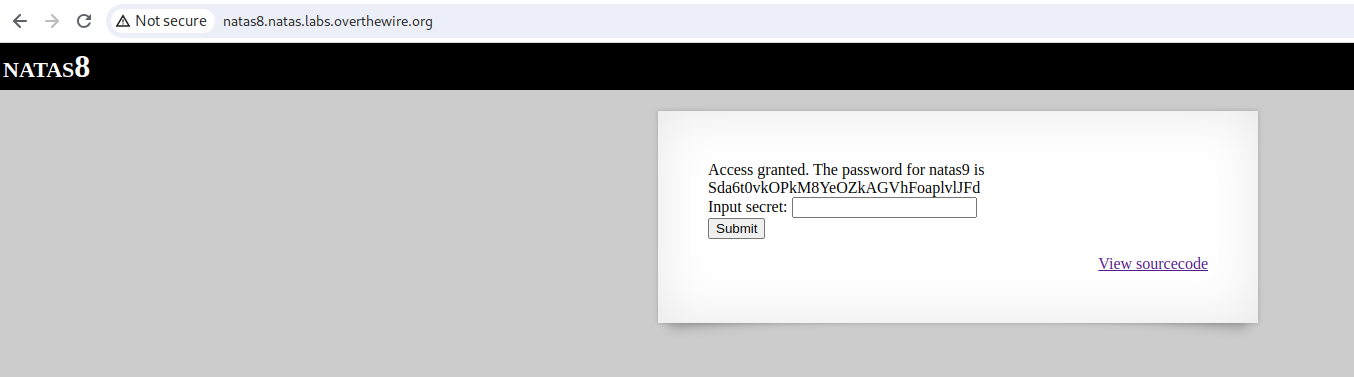 Not secure natas8.natas.labs.overthewire.org
NATAS8
Access granted. The password for natas9 is
Sda6t0vkOPkM8YeOZkAGVhFoaplvlJFd
Input secret:
Submit
View sourcecode